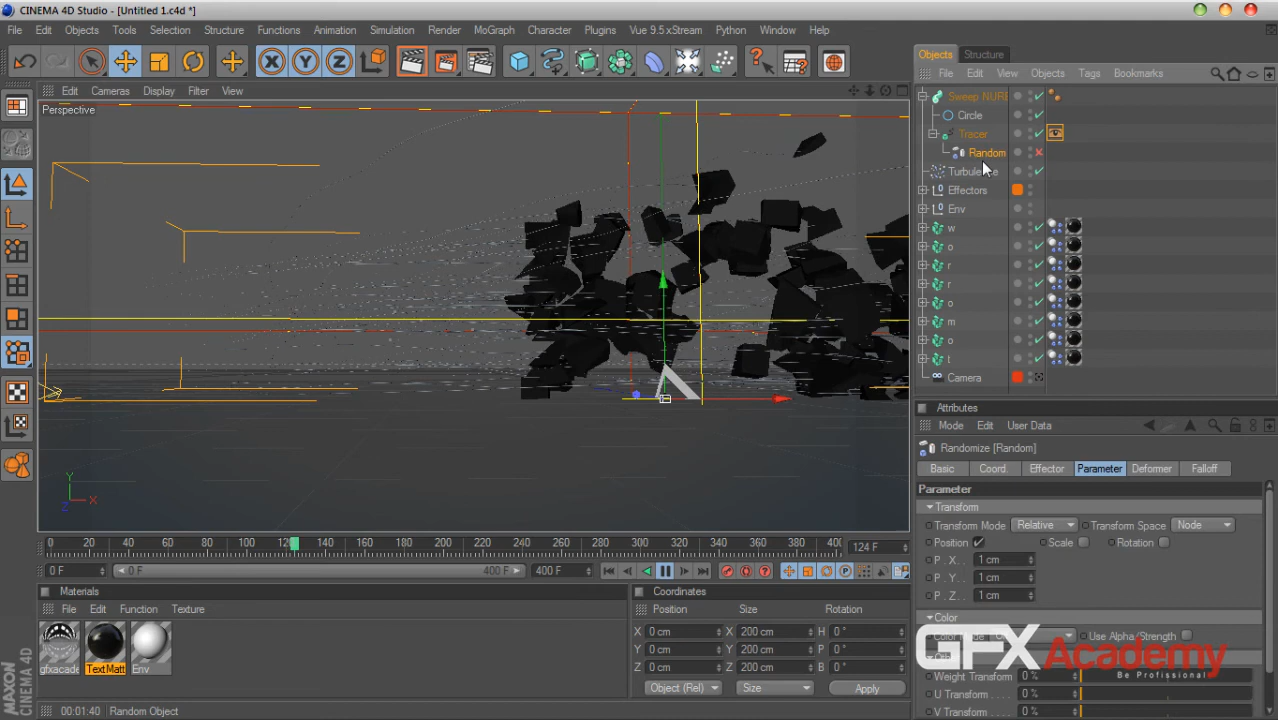 CINEMA 4D Studio - [Untitled 1.c4d *]
File Edit Objects Tools Selection Structure Functions Animation Simulation Render MoGraph Character Plugins Vue 9.5 xStream Python Window Help
X Y Z
Edit Cameras Display Filter View
Perspective
Y
X
Z
0 20 40 60 80 100 120 140 160 180 200 220 240 260 280 300 320 340 360 380 124 F
0 F 0 F 400 F 400 F
Materials
File Edit Function Texture
gfxacade TextMatt Env
Coordinates
Position Size Rotation
X 0 cm X 200 cm H 0 °
Y 0 cm Y 200 cm P 0 °
Z 0 cm Z 200 cm B 0 °
Object (Rel) Size Apply
MAXON
CINEMA 4D
00:01:40 Random Object
Objects Structure
File Edit View Objects Tags Bookmarks
Sweep NURB
Circle
Tracer
Random
Effectors
Env
w
o
r
r
o
m
o
t
Camera
Attributes
Mode Edit User Data
Randomize [Random]
Basic Coord. Effector Parameter Deformer Falloff
Parameter
Transform
Transform Mode Relative Transform Space Node
Position Scale Rotation
P . X . . 1 cm
P . Y . . 1 cm
P . Z . . 1 cm
Color
Use Alpha/Strength
GFXAcademy
Be Profissional
Weight Transform 0 %
U Transform . . . . 0 %
V Transform . . . . 0 %